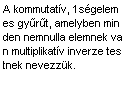 A kommutatív, 1ségelem
es gyűrűt, amelyben min
den nemnulla elemnek va
n multiplikatív inverze tes
tnek nevezzük.